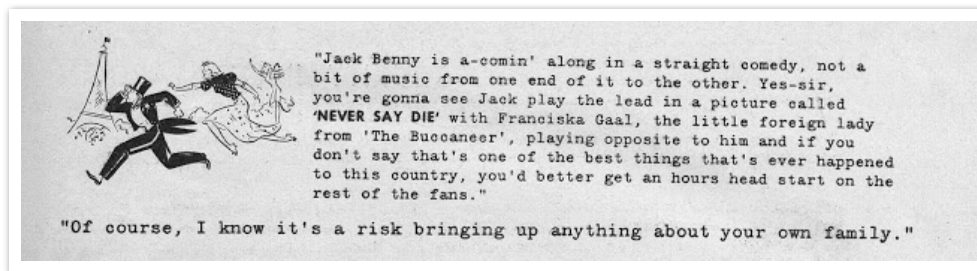 "Jack Benny is a-comin' along in a straight comedy, not a
bit of music from one end of it to the other. Yes-sir,
you're gonna see Jack play the lead in a picture called
'NEVER SAY DIE' with Franciska Gaal, the little foreign lady
from 'The Buccaneer', playing opposite to him and if you
don't say that's one of the best things that's ever happened
to this country, you'd better get an hours head start on the
rest of the fans."
"Of course, I know it's a risk bringing up anything about your own family."